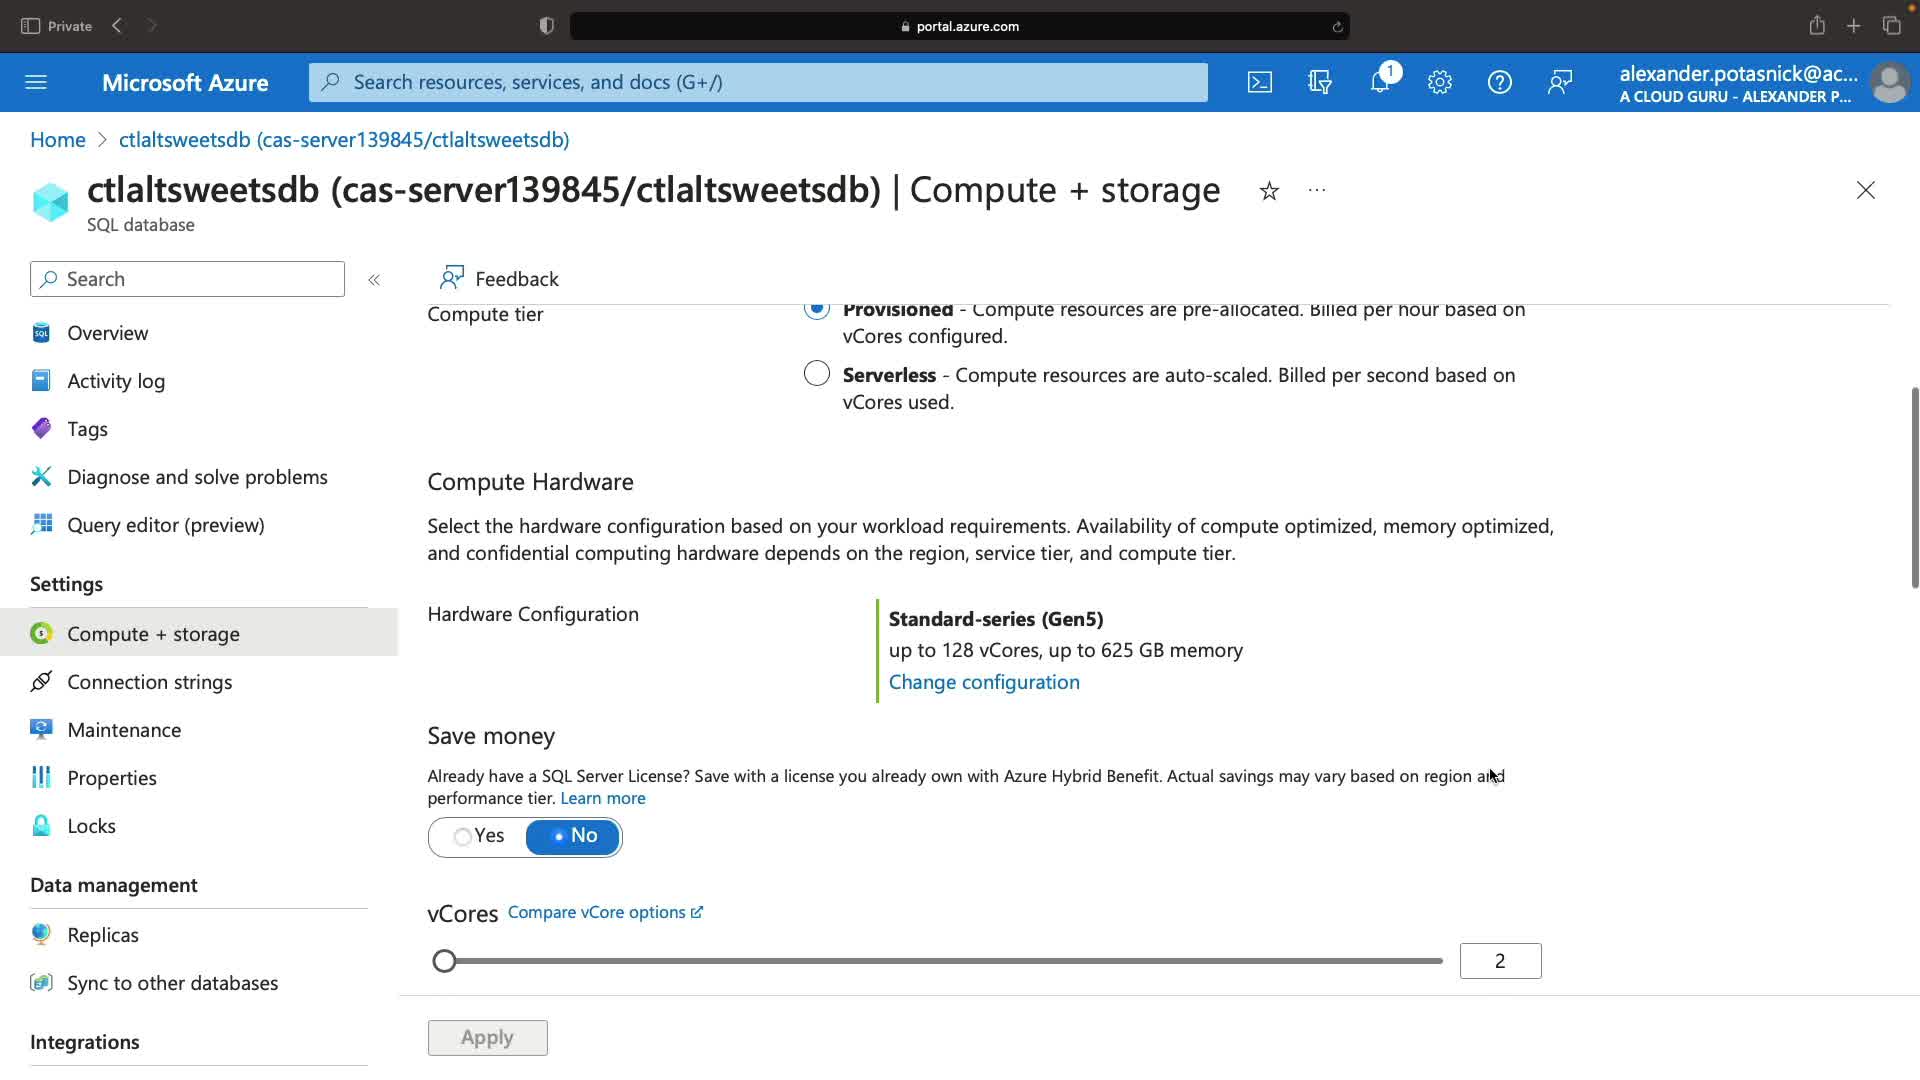 Private
portal.azure.com
Microsoft Azure
Search resources, services, and docs (G+/)
1
alexander.potasnick@ac...
A CLOUD GURU - ALEXANDER P...
Home > ctlaltsweetsdb (cas-server139845/ctlaltsweetsdb)
ctlaltsweetsdb (cas-server139845/ctlaltsweetsdb) | Compute + storage
SQL database
Search
Overview
Activity log
Tags
Diagnose and solve problems
Query editor (preview)
Settings
Compute + storage
Connection strings
Maintenance
Properties
Locks
Data management
Replicas
Sync to other databases
Integrations
Feedback
Compute tier
Provisioned - Compute resources are pre-allocated. Billed per hour based on
vCores configured.
Serverless - Compute resources are auto-scaled. Billed per second based on
vCores used.
Compute Hardware
Select the hardware configuration based on your workload requirements. Availability of compute optimized, memory optimized,
and confidential computing hardware depends on the region, service tier, and compute tier.
Hardware Configuration
Standard-series (Gen5)
up to 128 vCores, up to 625 GB memory
Change configuration
Save money
Already have a SQL Server License? Save with a license you already own with Azure Hybrid Benefit. Actual savings may vary based on region and
performance tier. Learn more
Yes No
vCores Compare vCore options
2
Apply